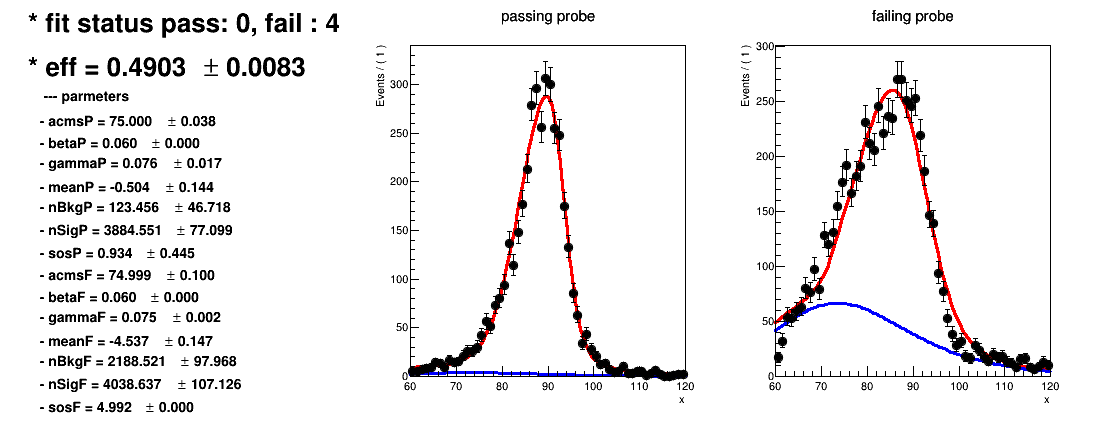 * fit status pass: 0, fail : 4
* eff = 0.4903 ± 0.0083
--- parmeters
- acmsP = 75.000 ± 0.038
- betaP = 0.060 ± 0.000
- gammaP = 0.076 ± 0.017
- meanP = -0.504 ± 0.144
- nBkgP = 123.456 ± 46.718
- nSigP = 3884.551 ± 77.099
- sosP = 0.934 ± 0.445
- acmsF = 74.999 ± 0.100
- betaF = 0.060 ± 0.000
- gammaF = 0.075 ± 0.002
- meanF = -4.537 ± 0.147
- nBkgF = 2188.521 ± 97.968
- nSigF = 4038.637 ± 107.126
- sosF = 4.992 ± 0.000
passing probe
Events / ( 1 )
300
250
200
150
100
50
0
60 70 80 90 100 110 120
x
failing probe
Events / ( 1 )
300
250
200
150
100
50
0
60 70 80 90 100 110 120
x